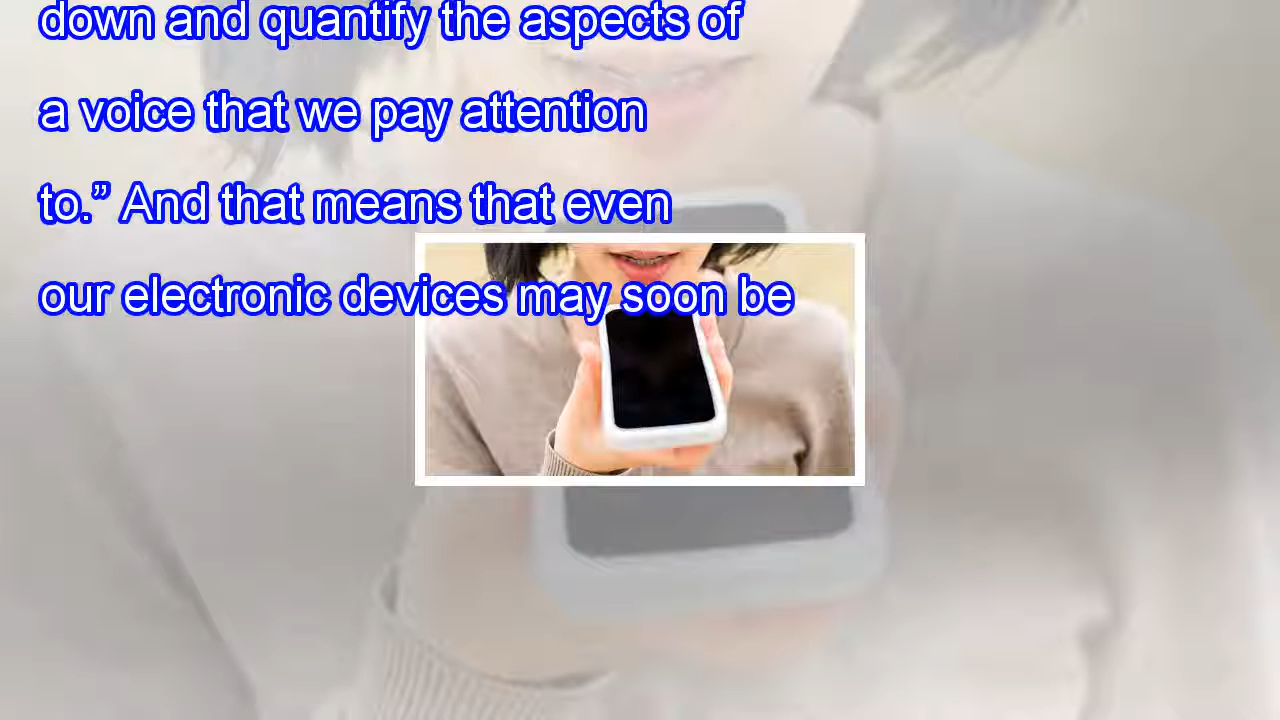 down and quantify the aspects of
a voice that we pay attention
to.” And that means that even
our electronic devices may soon be